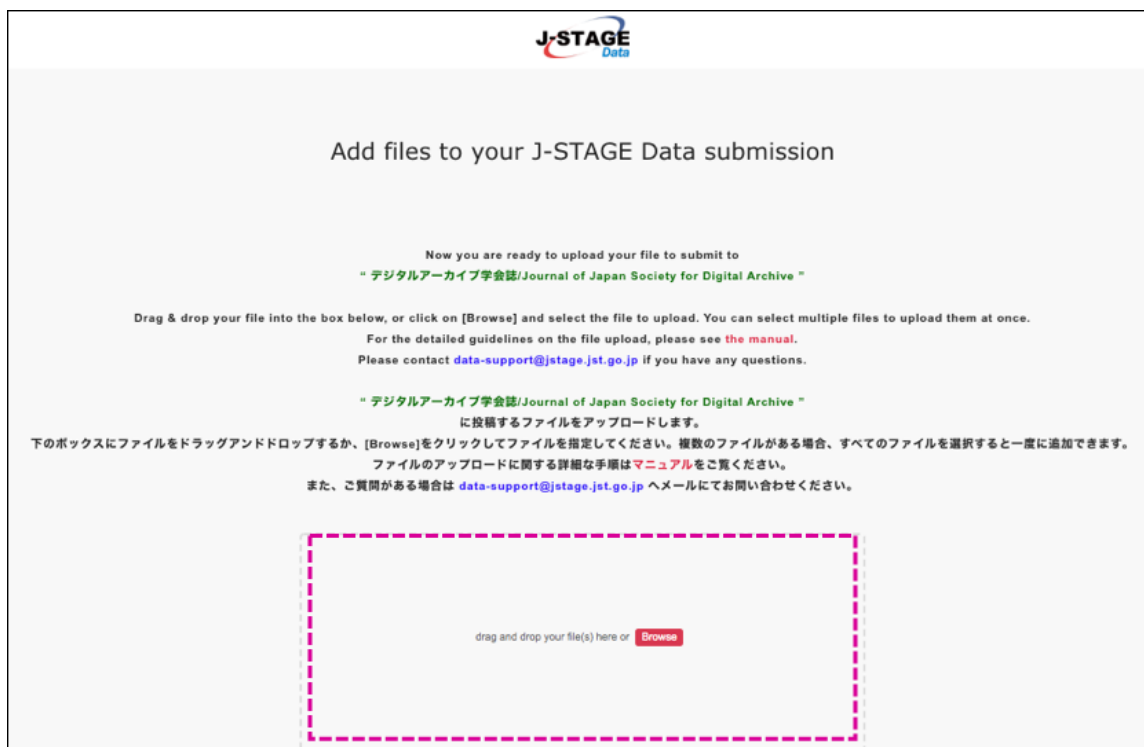 J-STAGE
Data
Add files to your J-STAGE Data submission
Now you are ready to upload your file to submit to
“ デジタルアーカイブ学会誌/Journal of Japan Society for Digital Archive ”
Drag & drop your file into the box below, or click on [Browse] and select the file to upload. You can select multiple files to upload them at once.
For the detailed guidelines on the file upload, please see the manual.
Please contact data-support@jstage.jst.go.jp if you have any questions.
“ デジタルアーカイブ学会誌/Journal of Japan Society for Digital Archive ”
に投稿するファイルをアップロードします。
下のボックスにファイルをドラッグアンドドロップするか、[Browse]をクリックしてファイルを指定してください。複数のファイルがある場合、すべてのファイルを選択すると一度に追加できます。
ファイルのアップロードに関する詳細な手順はマニュアルをご覧ください。
また、ご質問がある場合は data-support@jstage.jst.go.jp へメールにてお問い合わせください。
drag and drop your file(s) here or Browse